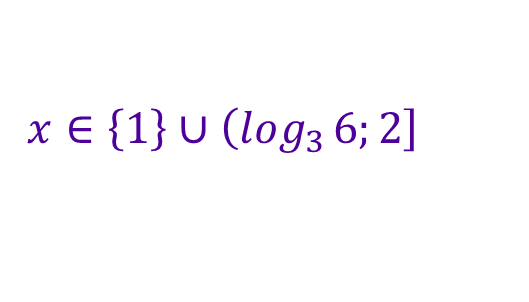 x ∈ {1} ∪ (log₃ 6; 2]